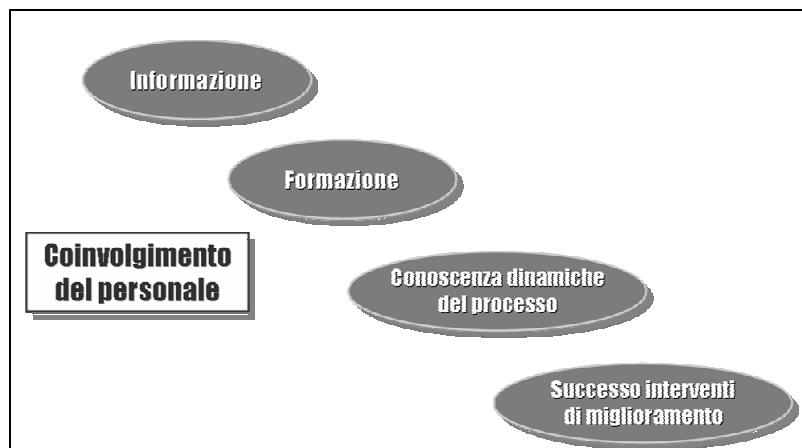 Informazione
Formazione
Coinvolgimento
del personale
Conoscenza dinamiche
del processo
Successo interventi
di miglioramento